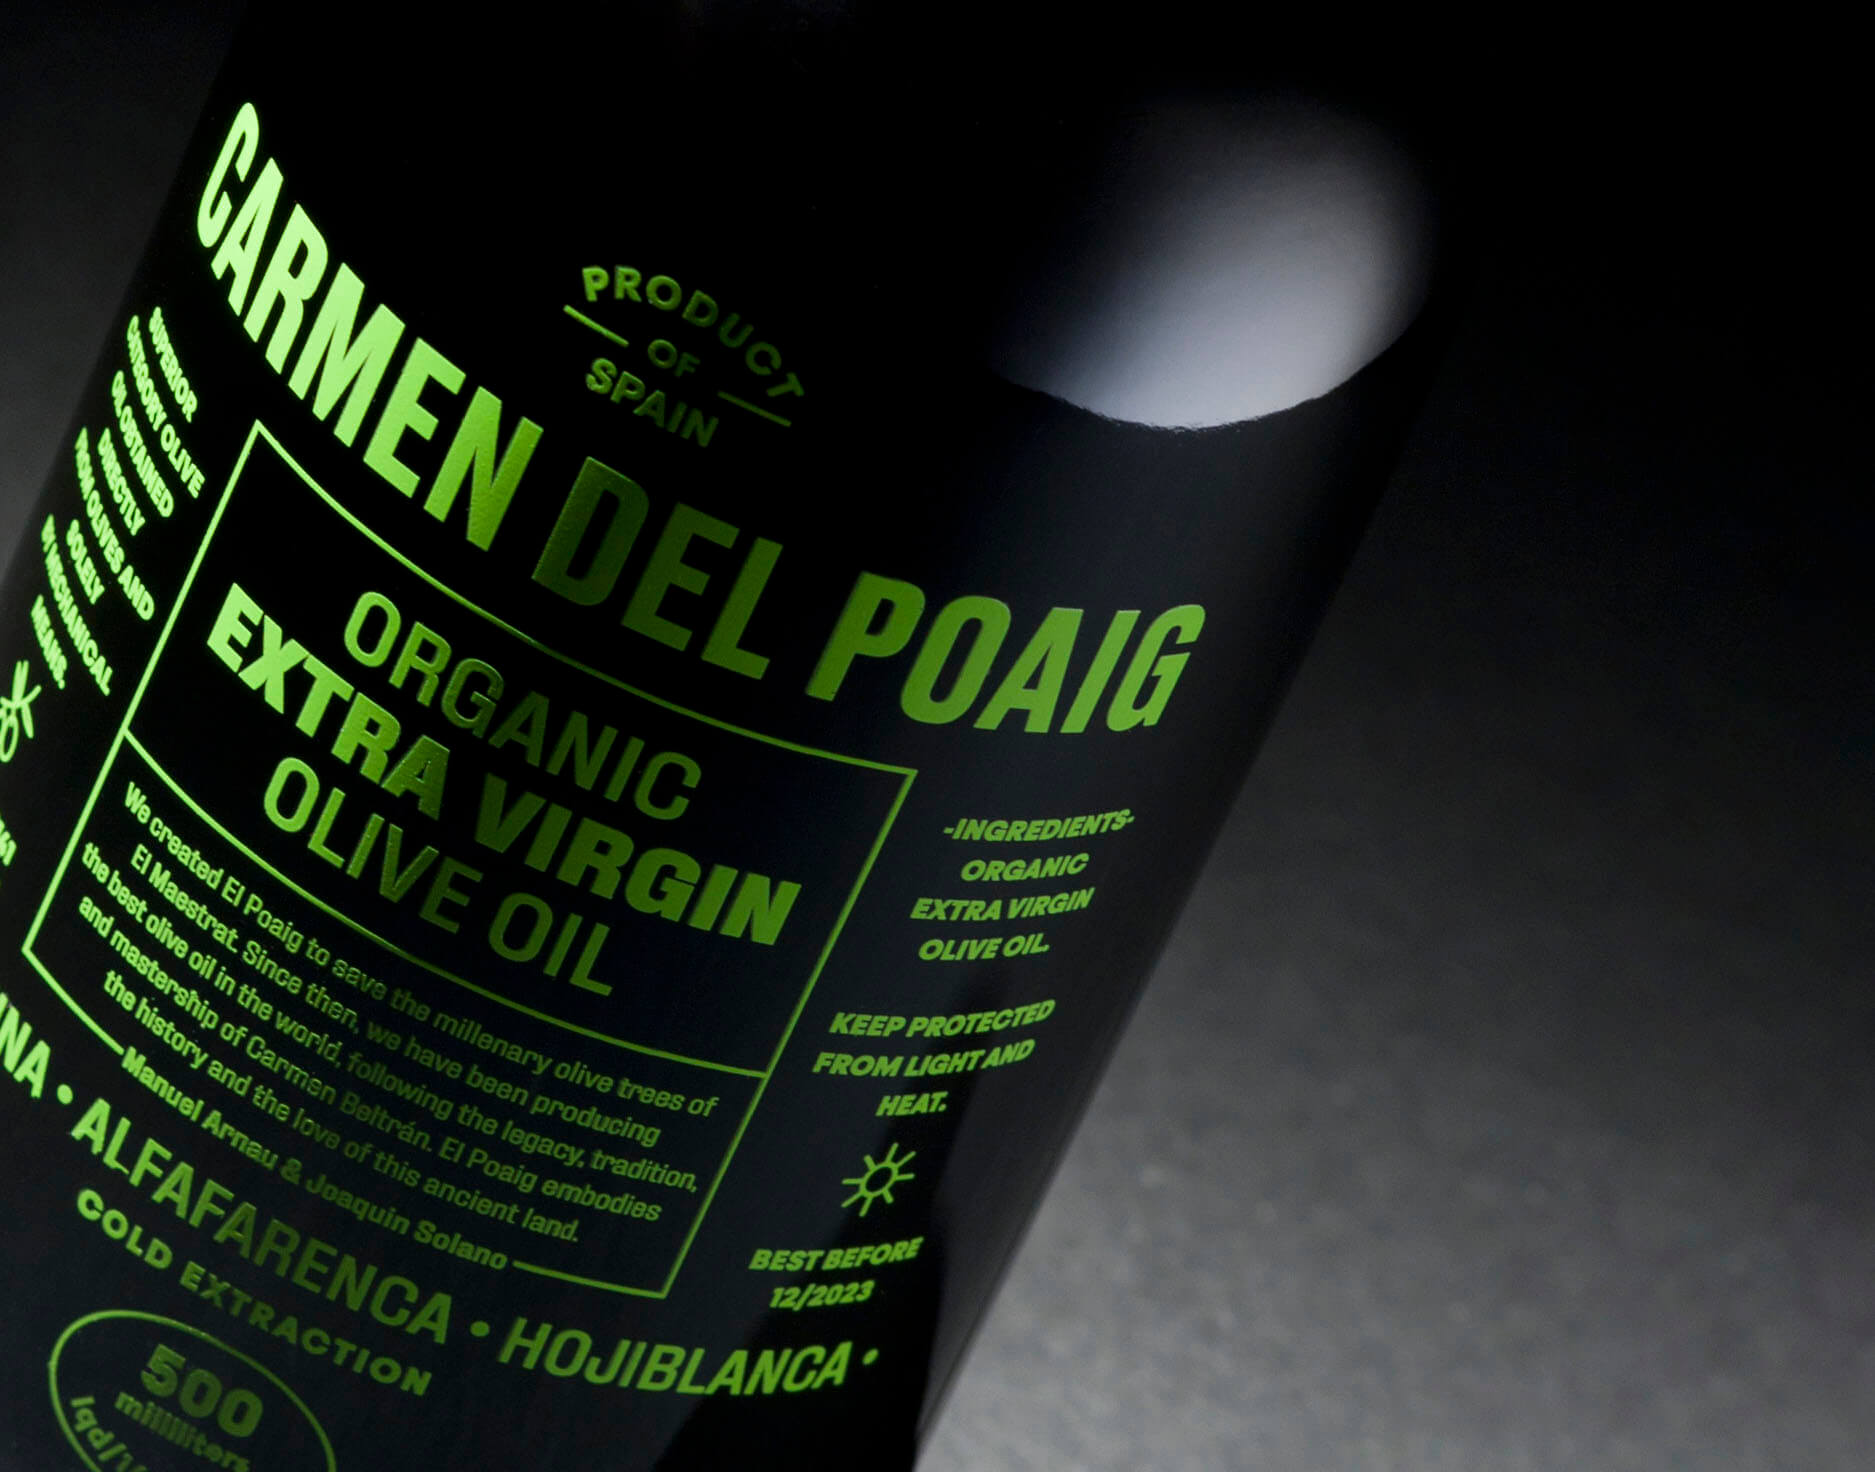 PRODUCT
OF
SPAIN
CARMEN DEL POAIG
SUPERIOR
CATEGORY OLIVE
OIL OBTAINED
DIRECTLY
FROM OLIVES AND
SOLELY
BY MECHANICAL
MEANS.
ORGANIC
EXTRA VIRGIN
OLIVE OIL
We created El Poaig to save the millenary olive trees of
El Maestrat. Since then, we have been producing
the best olive oil in the world, following the legacy, tradition,
and mastership of Carmen Beltrán. El Poaig embodies
the history and the love of this ancient land.
Manuel Arnau & Joaquin Solano
-INGREDIENTS-
ORGANIC
EXTRA VIRGIN
OLIVE OIL.
KEEP PROTECTED
FROM LIGHT AND
HEAT.
BEST BEFORE
12/2023
• ALFAFARENCA • HOJIBLANCA •
COLD EXTRACTION
500
milliliters